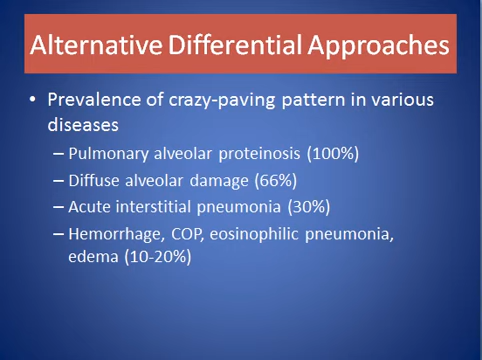 Alternative Differential Approaches
• Prevalence of crazy-paving pattern in various
diseases
– Pulmonary alveolar proteinosis (100%)
– Diffuse alveolar damage (66%)
– Acute interstitial pneumonia (30%)
– Hemorrhage, COP, eosinophilic pneumonia,
edema (10-20%)